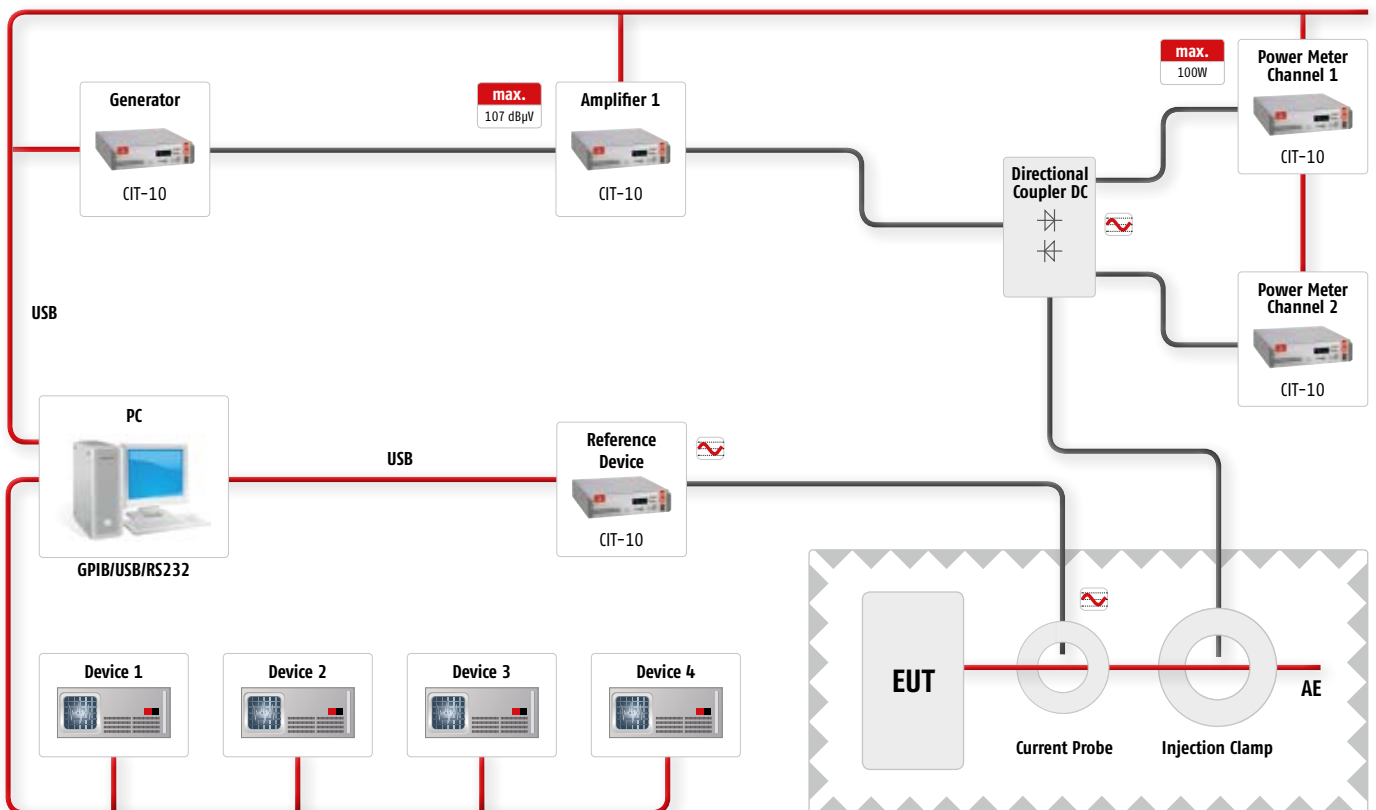 Generator
CIT-10
max.
107 dBµV
Amplifier 1
CIT-10
max.
100W
Power Meter
Channel 1
CIT-10
Directional
Coupler DC
Power Meter
Channel 2
CIT-10
USB
PC
GPIB/USB/RS232
USB
Reference
Device
CIT-10
EUT
AE
Current Probe
Injection Clamp
Device 1
Device 2
Device 3
Device 4